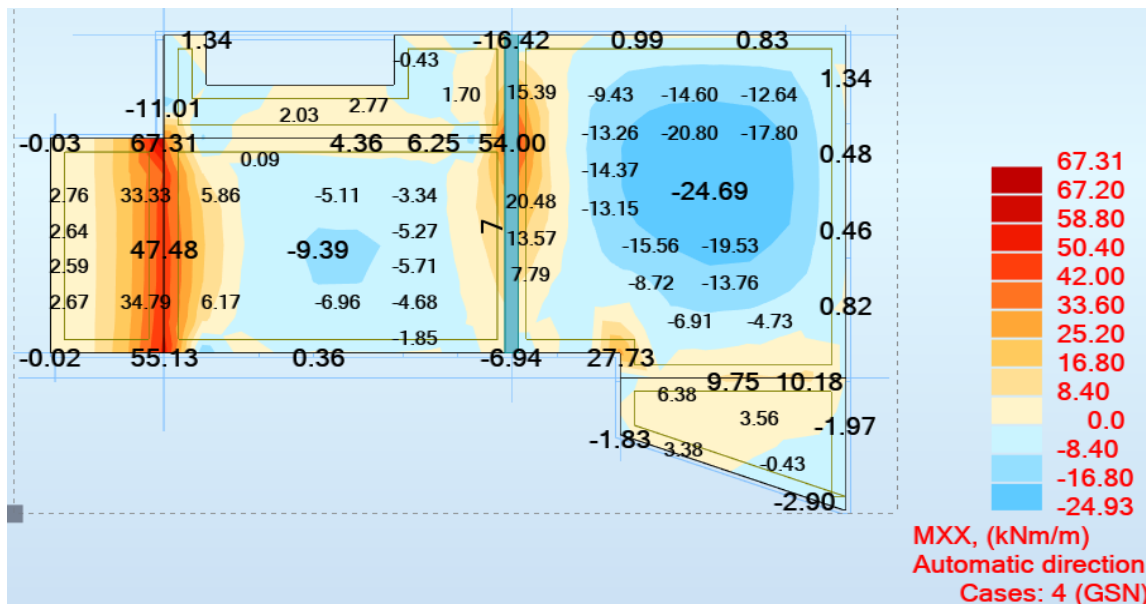 1.34 -16.42 0.99 0.83
-0.43
1.34
-11.01 2.03 2.77 1.70 15.39 -9.43 -14.60 -12.64
-0.03 67.31 4.36 6.25 54.00 -13.26 -20.80 -17.80
0.09
0.48
-14.37
2.76 33.33 5.86 -5.11 -3.34 20.48 -24.69
-13.15
2.64 -5.27 7 13.57 0.46
47.48 -9.39 -15.56 -19.53
2.59 -5.71 7.79 -8.72 -13.76
2.67 34.79 6.17 -6.96 -4.68 0.82
-6.91 -4.73
-1.85
-0.02 55.13 0.36 -6.94 27.73
9.75 10.18
6.38
3.56 -1.97
-1.83 3.38
-0.43
-2.90
67.31
67.20
58.80
50.40
42.00
33.60
25.20
16.80
8.40
0.0
-8.40
-16.80
-24.93
MXX, (kNm/m)
Automatic direction
Cases: 4 (GSN)